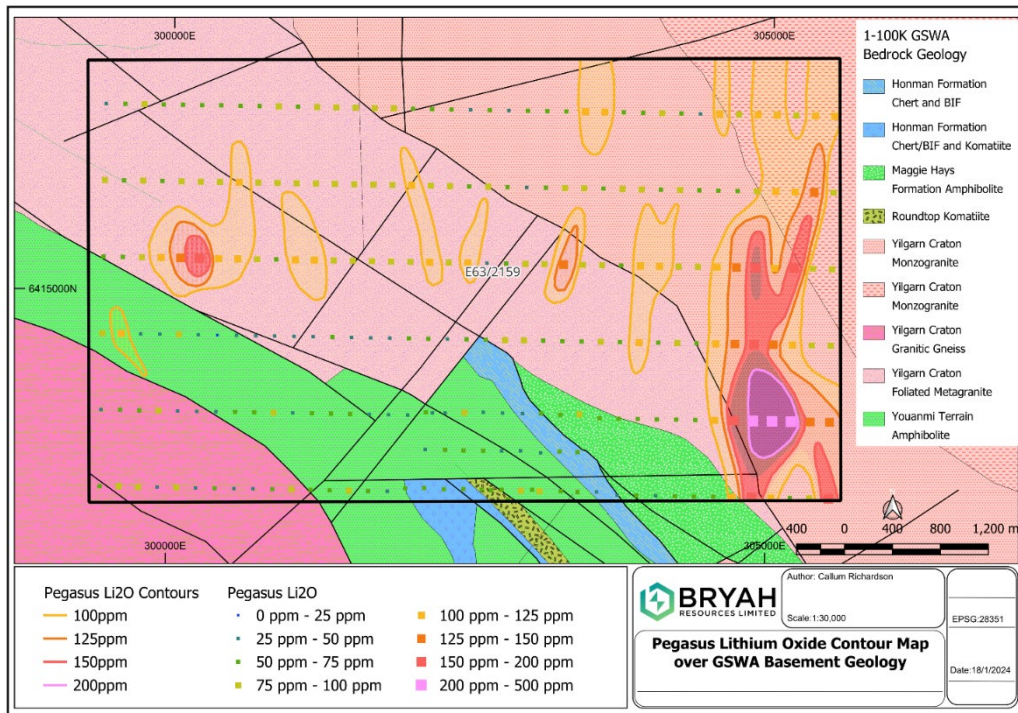 300000E
305000E
1-100K GSWA
Bedrock Geology
Honman Formation
Chert and BIF
Honman Formation
Chert/BIF and Komatiite
Maggie Hays
Formation Amphibolite
Roundtop Komatiite
Yilgarn Craton
Monzogranite
Yilgarn Craton
Monzogranite
Yilgarn Craton
Granitic Gneiss
Yilgarn Craton
Foliated Metagranite
Youanmi Terrain
Amphibolite
E63/2159
6415000N
300000E
305000E
400 0 400 800 1,200 m
Pegasus Li2O Contours
100ppm
125ppm
150ppm
200ppm
Pegasus Li2O
0 ppm - 25 ppm
25 ppm - 50 ppm
50 ppm - 75 ppm
75 ppm - 100 ppm
100 ppm - 125 ppm
125 ppm - 150 ppm
150 ppm - 200 ppm
200 ppm - 500 ppm
BRYAH
RESOURCES LIMITED
Author: Callum Richardson
Scale:1:30,000
EPSG:28351
Pegasus Lithium Oxide Contour Map
over GSWA Basement Geology
Date:18/1/2024